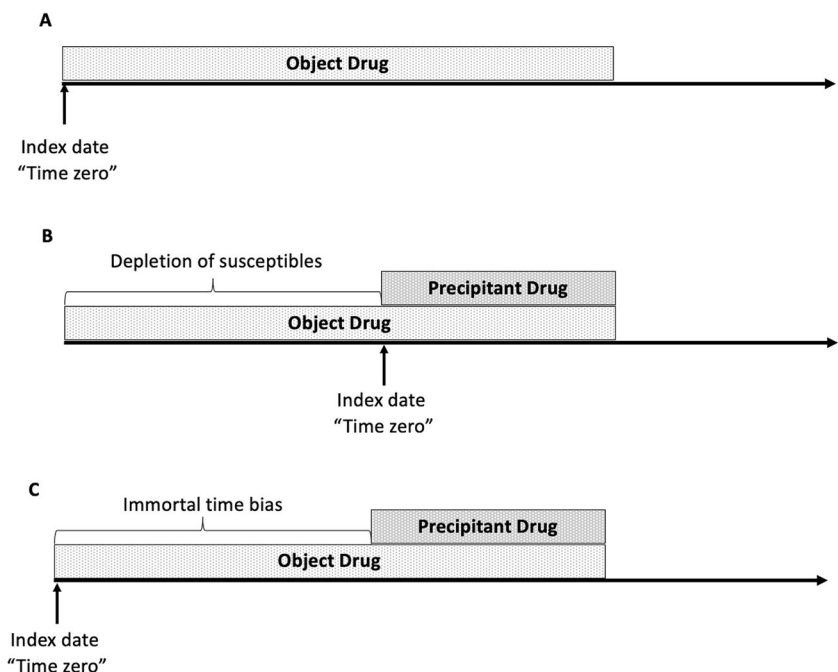 A
Object Drug
Index date
“Time zero”
B
Depletion of susceptibles
Precipitant Drug
Object Drug
Index date
“Time zero”
C
Immortal time bias
Precipitant Drug
Object Drug
Index date
“Time zero”